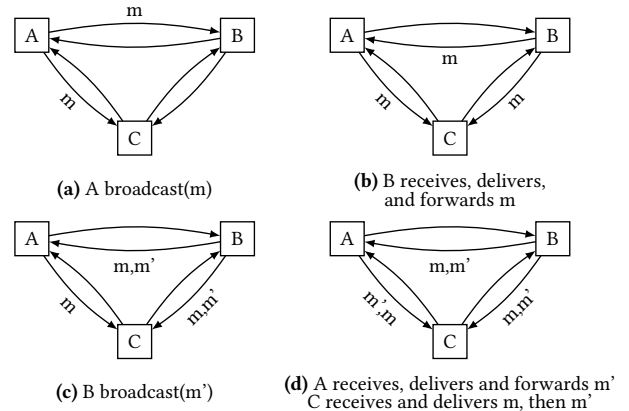 m
A
B
m
C
(a) A broadcast(m)
A
B
m
m
m
C
(b) B receives, delivers,
and forwards m
A
B
m,m’
m
m,m’
C
(c) B broadcast(m’)
A
B
m,m’
m’,m
m,m’
C
(d) A receives, delivers and forwards m’
C receives and delivers m, then m’